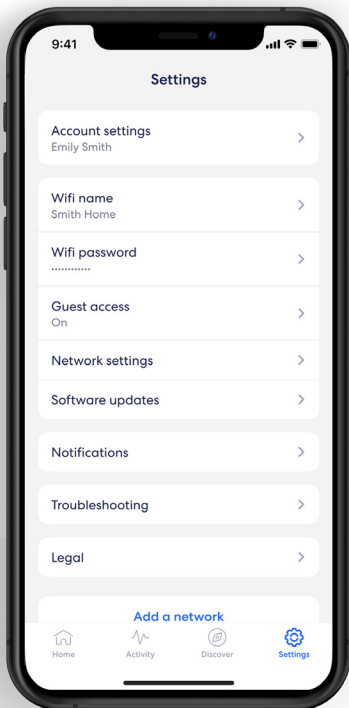 9:41
Settings
Account settings
Emily Smith
Wifi name
Smith Home
Wifi password
••••••••••••
Guest access
On
Network settings
Software updates
Notifications
Troubleshooting
Legal
Add a network
Home
Activity
Discover
Settings